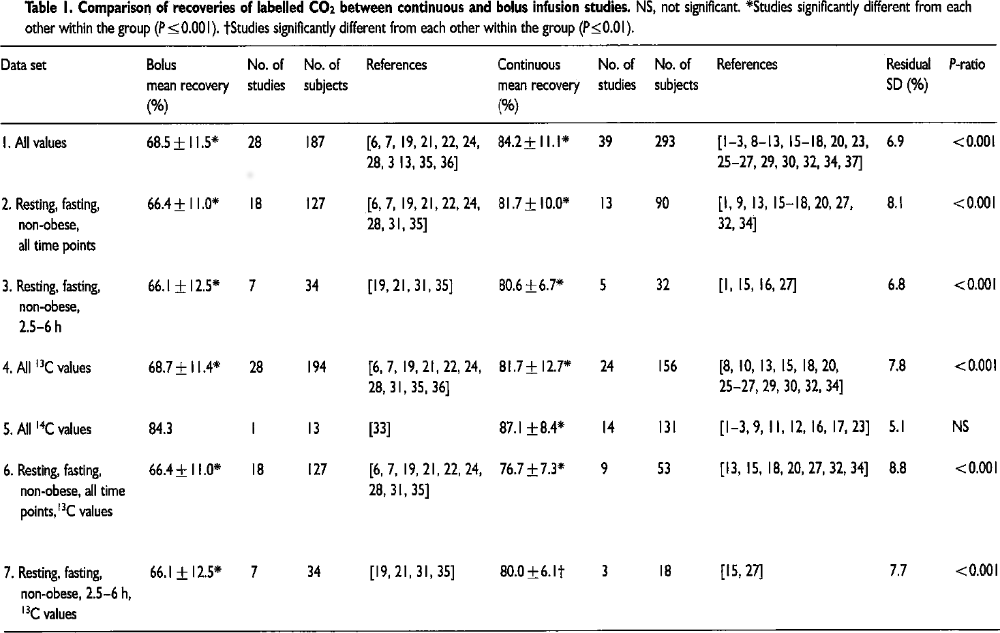 Table 1. Comparison of recoveries of labelled CO₂ between continuous and bolus infusion studies. NS, not significant. *Studies significantly different from each
other within the group (P≤0.001). †Studies significantly different from each other within the group (P≤0.01).
Data set Bolus No. of No. of References Continuous No. of No. of References Residual P-ratio
mean recovery studies subjects mean recovery studies subjects SD (%)
(%) (%)
1. All values 68.5±11.5* 28 187 [6, 7, 19, 21, 22, 24, 84.2±11.1* 39 293 [1–3, 8–13, 15–18, 20, 23, 6.9 <0.001
28, 3 13, 35, 36] 25–27, 29, 30, 32, 34, 37]
2. Resting, fasting, 66.4±11.0* 18 127 [6, 7, 19, 21, 22, 24, 81.7±10.0* 13 90 [1, 9, 13, 15–18, 20, 27, 8.1 <0.001
non-obese, 28, 31, 35] 32, 34]
all time points
3. Resting, fasting, 66.1±12.5* 7 34 [19, 21, 31, 35] 80.6±6.7* 5 32 [1, 15, 16, 27] 6.8 <0.001
non-obese,
2.5–6 h
4. All ¹³C values 68.7±11.4* 28 194 [6, 7, 19, 21, 22, 24, 81.7±12.7* 24 156 [8, 10, 13, 15, 18, 20, 7.8 <0.001
28, 31, 35, 36] 25–27, 29, 30, 32, 34]
5. All ¹⁴C values 84.3 1 13 [33] 87.1±8.4* 14 131 [1–3, 9, 11, 12, 16, 17, 23] 5.1 NS
6. Resting, fasting, 66.4±11.0* 18 127 [6, 7, 19, 21, 22, 24, 76.7±7.3* 9 53 [13, 15, 18, 20, 27, 32, 34] 8.8 <0.001
non-obese, all time 28, 31, 35]
points, ¹³C values
7. Resting, fasting, 66.1±12.5* 7 34 [19, 21, 31, 35] 80.0±6.1† 3 18 [15, 27] 7.7 <0.001
non-obese, 2.5–6 h,
¹³C values